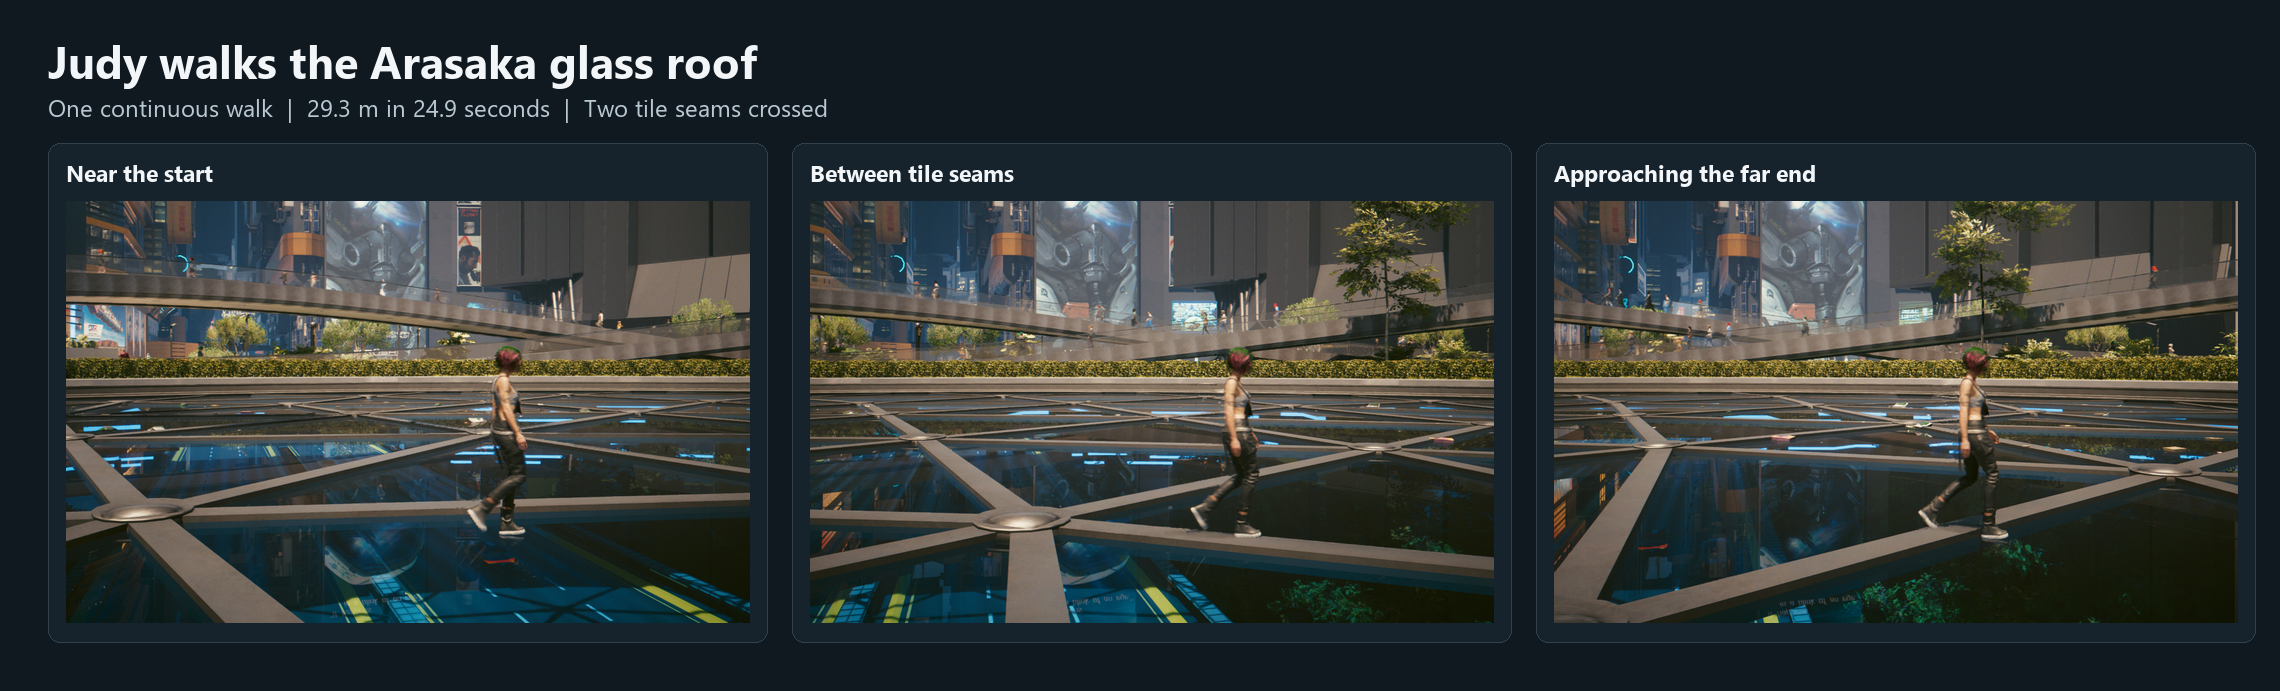 Judy walks the Arasaka glass roof
One continuous walk | 29.3 m in 24.9 seconds | Two tile seams crossed
Near the start
Between tile seams
Approaching the far end